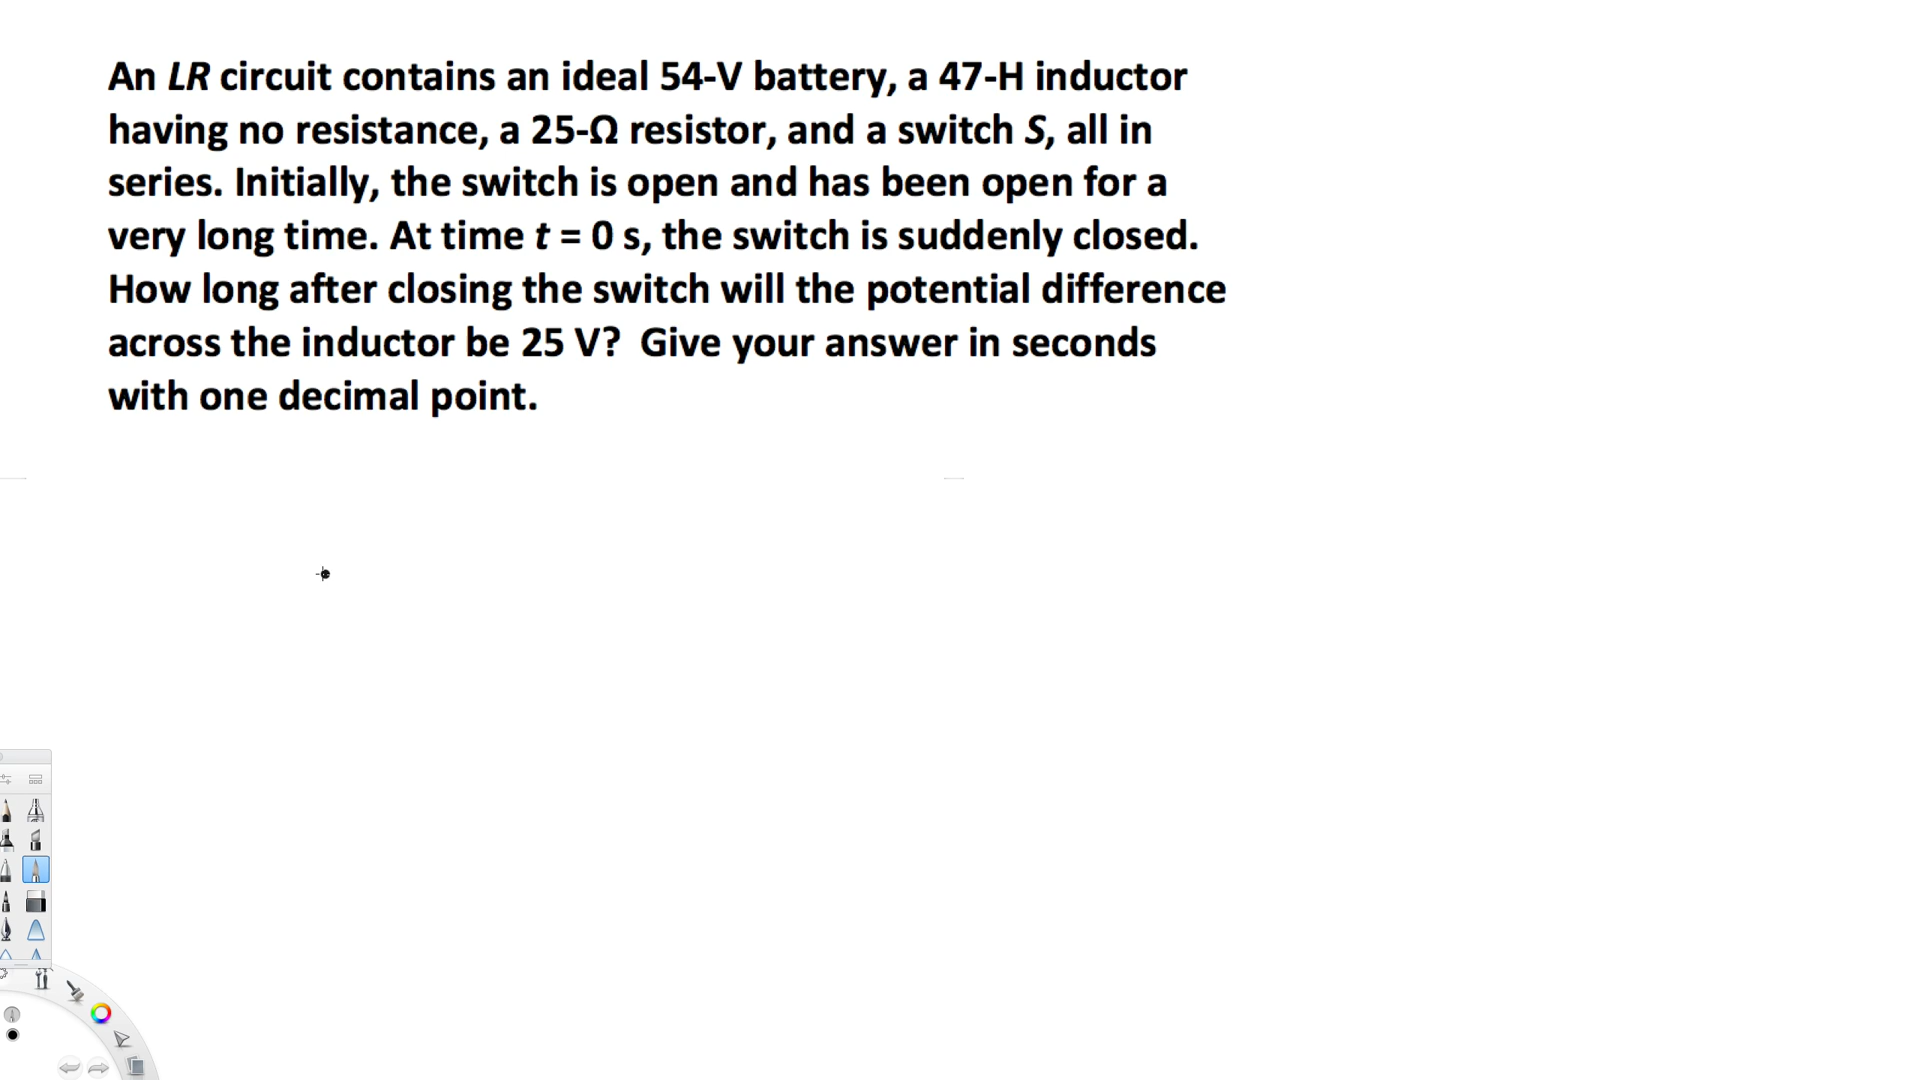 An LR circuit contains an ideal 54-V battery, a 47-H inductor
having no resistance, a 25-Ω resistor, and a switch S, all in
series. Initially, the switch is open and has been open for a
very long time. At time t = 0 s, the switch is suddenly closed.
How long after closing the switch will the potential difference
across the inductor be 25 V?  Give your answer in seconds
with one decimal point.